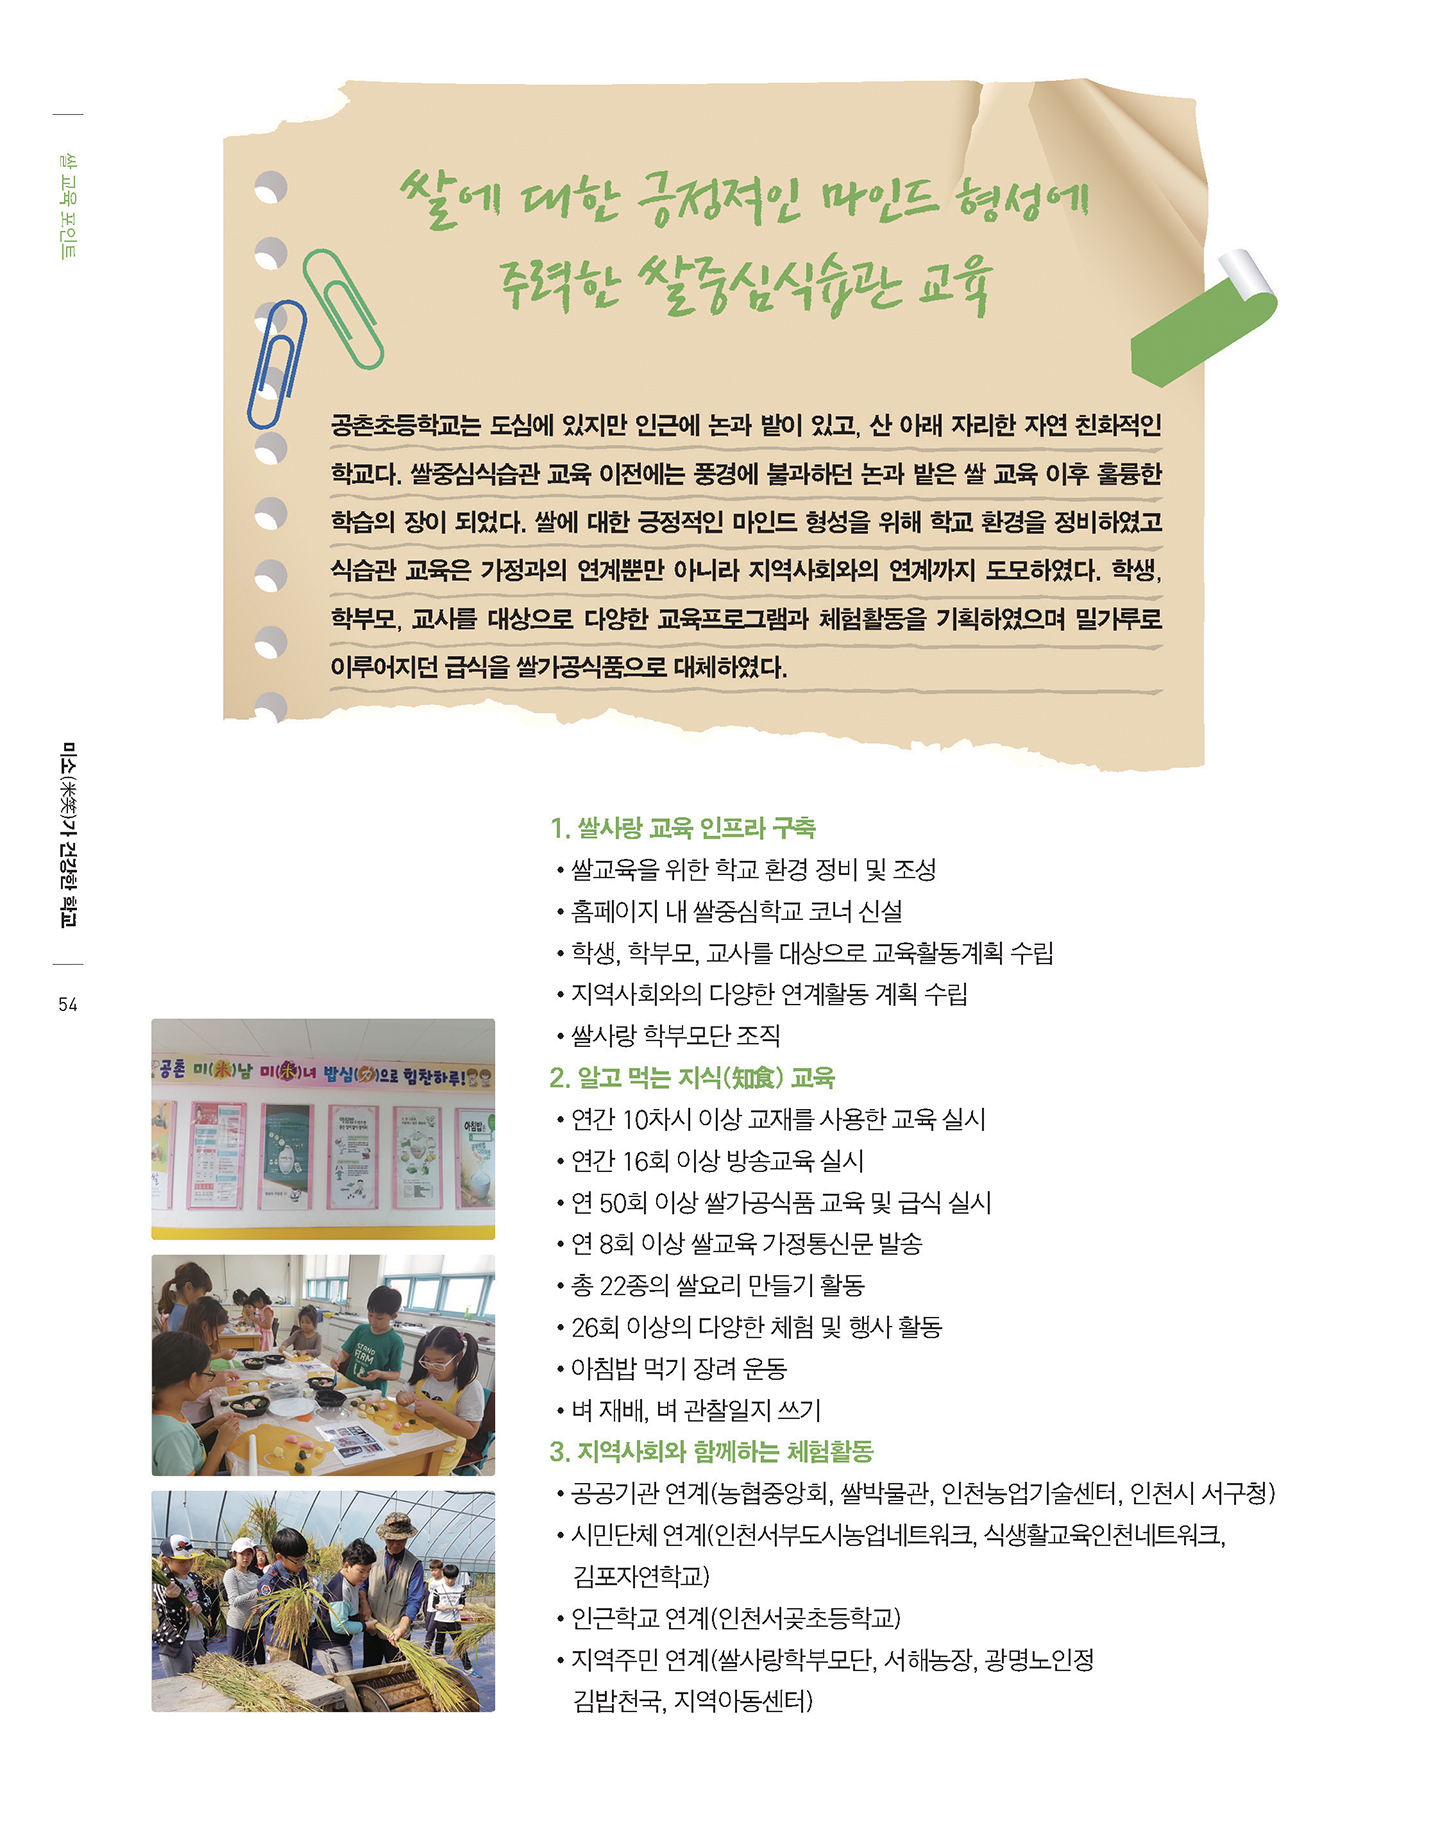 쌀 교육 포인트
미소(米笑)가 건강한 학교
54
쌀에 대한 긍정적인 마인드 형성에
주력한 쌀중심식습관 교육
공촌초등학교는 도심에 있지만 인근에 논과 밭이 있고, 산 아래 자리한 자연 친화적인
학교다. 쌀중심식습관 교육 이전에는 풍경에 불과하던 논과 밭은 쌀 교육 이후 훌륭한
학습의 장이 되었다. 쌀에 대한 긍정적인 마인드 형성을 위해 학교 환경을 정비하였고
식습관 교육은 가정과의 연계뿐만 아니라 지역사회와의 연계까지 도모하였다. 학생,
학부모, 교사를 대상으로 다양한 교육프로그램과 체험활동을 기획하였으며 밀가루로
이루어지던 급식을 쌀가공식품으로 대체하였다.
1. 쌀사랑 교육 인프라 구축
• 쌀교육을 위한 학교 환경 정비 및 조성
• 홈페이지 내 쌀중심학교 코너 신설
• 학생, 학부모, 교사를 대상으로 교육활동계획 수립
• 지역사회와의 다양한 연계활동 계획 수립
• 쌀사랑 학부모단 조직
2. 알고 먹는 지식(知食) 교육
• 연간 10차시 이상 교재를 사용한 교육 실시
• 연간 16회 이상 방송교육 실시
• 연 50회 이상 쌀가공식품 교육 및 급식 실시
• 연 8회 이상 쌀교육 가정통신문 발송
• 총 22종의 쌀요리 만들기 활동
• 26회 이상의 다양한 체험 및 행사 활동
• 아침밥 먹기 장려 운동
• 벼 재배, 벼 관찰일지 쓰기
3. 지역사회와 함께하는 체험활동
• 공공기관 연계(농협중앙회, 쌀박물관, 인천농업기술센터, 인천시 서구청)
• 시민단체 연계(인천서부도시농업네트워크, 식생활교육인천네트워크,
김포자연학교)
• 인근학교 연계(인천서곶초등학교)
• 지역주민 연계(쌀사랑학부모단, 서해농장, 광명노인정
김밥천국, 지역아동센터)
공촌 미(米)남 미(米)녀 밥심(力)으로 힘찬하루!
아침밥